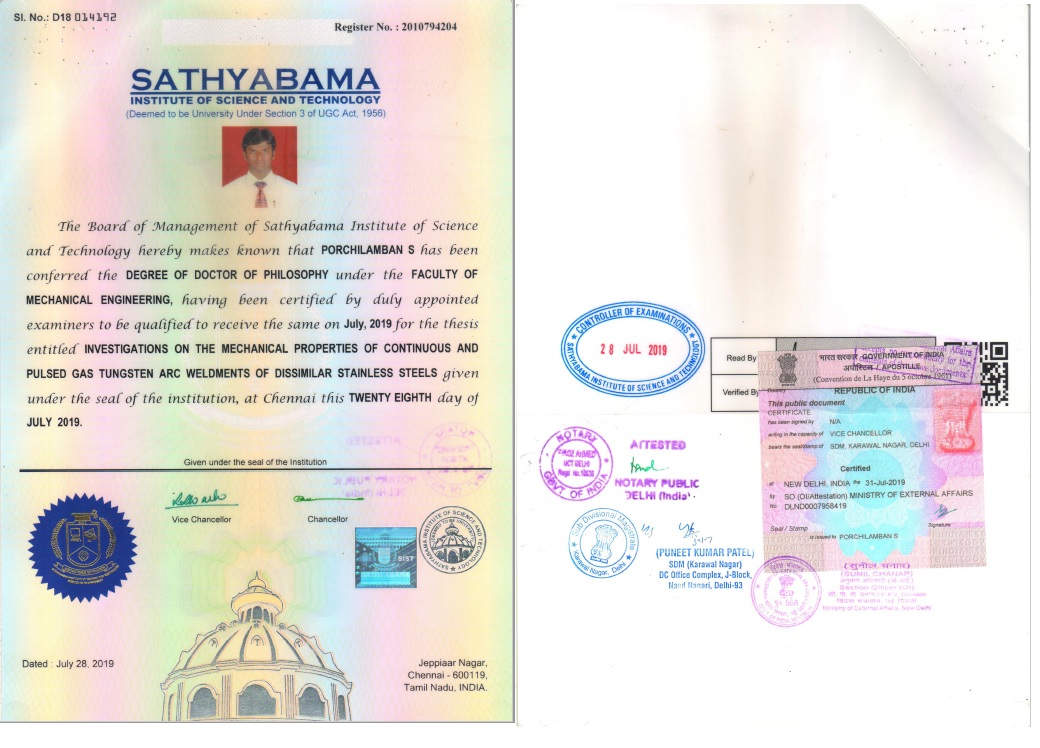 Sl. No.: D18 014192
Register No. : 2010794204
SATHYABAMA
INSTITUTE OF SCIENCE AND TECHNOLOGY
(Deemed to be University Under Section 3 of UGC Act, 1956)
The Board of Management of Sathyabama Institute of Science
and Technology hereby makes known that PORCHILAMBAN S has been
conferred the DEGREE OF DOCTOR OF PHILOSOPHY under the FACULTY OF
MECHANICAL ENGINEERING, having been certified by duly appointed
examiners to be qualified to receive the same on July, 2019 for the thesis
entitled INVESTIGATIONS ON THE MECHANICAL PROPERTIES OF CONTINUOUS AND
PULSED GAS TUNGSTEN ARC WELDMENTS OF DISSIMILAR STAINLESS STEELS given
under the seal of the institution, at Chennai this TWENTY EIGHTH day of
JULY 2019.
Given under the seal of the Institution
Vice Chancellor
Chancellor
SIST
SATHYABAMA INSTITUTE OF SCIENCE AND TECHNOLOGY
Dated : July 28, 2019
Jeppiaar Nagar,
Chennai - 600119,
Tamil Nadu, INDIA.
CONTROLLER OF EXAMINATIONS
28 JUL 2019
SATHYABAMA INSTITUTE OF SCIENCE AND TECHNOLOGY
Read By
Verified By
भारत सरकार GOVERNMENT OF INDIA
अपोस्टिल / APOSTILLE
(Convention de La Haye du 5 octobre 1961)
Country
REPUBLIC OF INDIA
This public document
CERTIFICATE
has been signed by N/A
acting in the capacity of VICE CHANCELLOR
bears the seal/stamp of SDM, KARAWAL NAGAR, DELHI
Certified
at NEW DELHI, INDIA the 31-Jul-2019
by SO (OI/Attestation) MINISTRY OF EXTERNAL AFFAIRS
No DLND0007958419
Seal / Stamp
Signature
is issued to PORCHILAMBAN S
NOTARY
GOVT. OF INDIA
ATTESTED
NOTARY PUBLIC
DELHI (India)
Sub Divisional Magistrate
Karawal Nagar, Delhi
(PUNEET KUMAR PATEL)
SDM (Karawal Nagar)
DC Office Complex, J-Block,
Nand Nagari, Delhi-93
(सुनील चनाप)
(SUNIL CHANAP)
Section Officer (OI)
Ministry of External Affairs, New Delhi